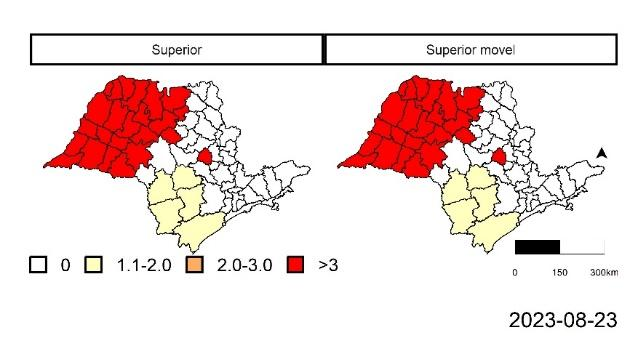 Superior
Superior movel
0 150 300km
0 1.1-2.0 2.0-3.0 >3
2023-08-23